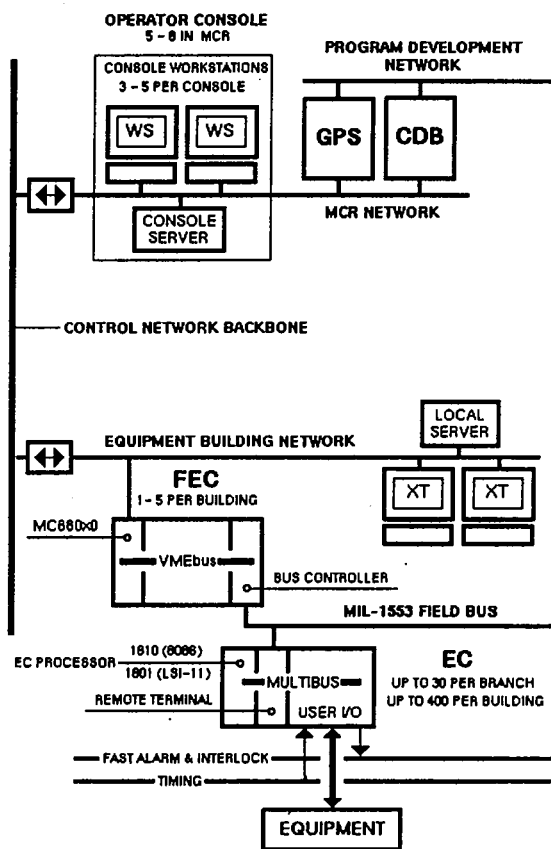 OPERATOR CONSOLE
5 - 6 IN MCR
CONSOLE WORKSTATIONS
3 - 5 PER CONSOLE
WS
WS
CONSOLE
SERVER
PROGRAM DEVELOPMENT
NETWORK
GPS
CDB
MCR NETWORK
CONTROL NETWORK BACKBONE
LOCAL
SERVER
EQUIPMENT BUILDING NETWORK
XT
XT
FEC
1 - 5 PER BUILDING
MC680x0
VMEbus
BUS CONTROLLER
MIL-1553 FIELD BUS
1810 (8086)
EC PROCESSOR
1801 (LSI-11)
MULTIBUS
REMOTE TERMINAL
USER I/O
EC
UP TO 30 PER BRANCH
UP TO 400 PER BUILDING
FAST ALARM & INTERLOCK
TIMING
EQUIPMENT